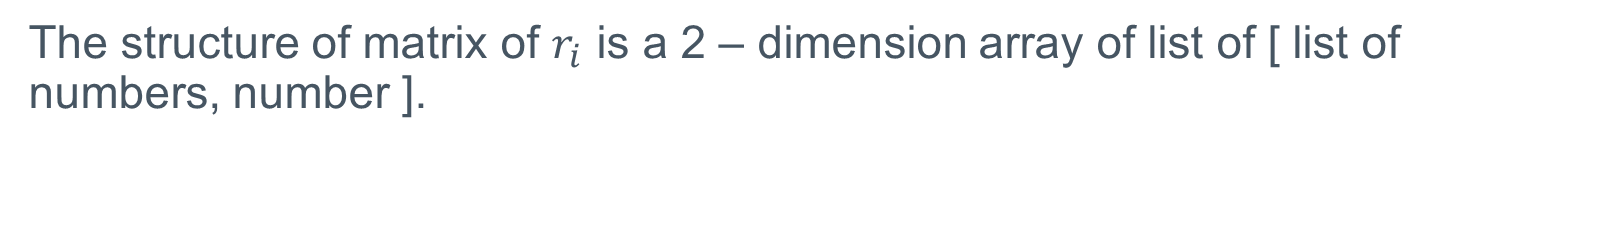 The structure of matrix of 𝑟𝑖 is a 2 – dimension array of list of [ list of
numbers, number ].